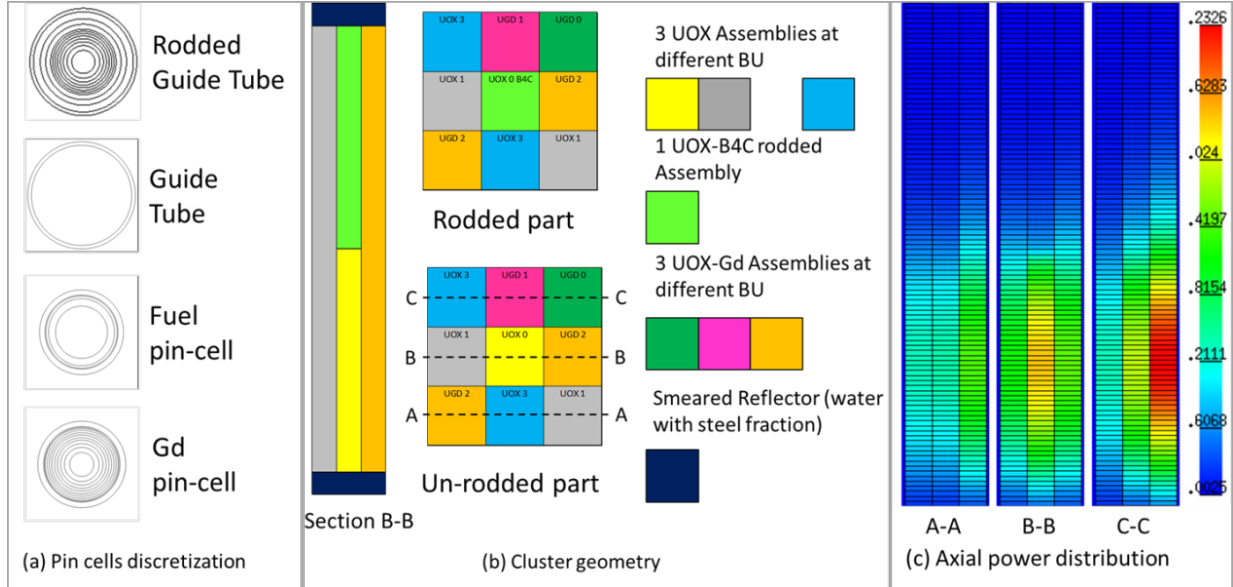 Rodded
Guide Tube
Guide
Tube
Fuel
pin-cell
Gd
pin-cell
(a) Pin cells discretization
Section B-B
UOX 3 UGD 1 UGD 0
UOX 1 UOX 0 B4C UGD 2
UGD 2 UOX 3 UOX 1
Rodded part
UOX 3 UGD 1 UGD 0
C C
UOX 1 UOX 0 UGD 2
B B
UGD 2 UOX 3 UOX 1
A A
Un-rodded part
3 UOX Assemblies at
different BU
1 UOX-B4C rodded
Assembly
3 UOX-Gd Assemblies at
different BU
Smeared Reflector (water
with steel fraction)
(b) Cluster geometry
.2326
.6283
.024
.4197
.8154
.2111
.6068
.0025
A-A B-B C-C
(c) Axial power distribution